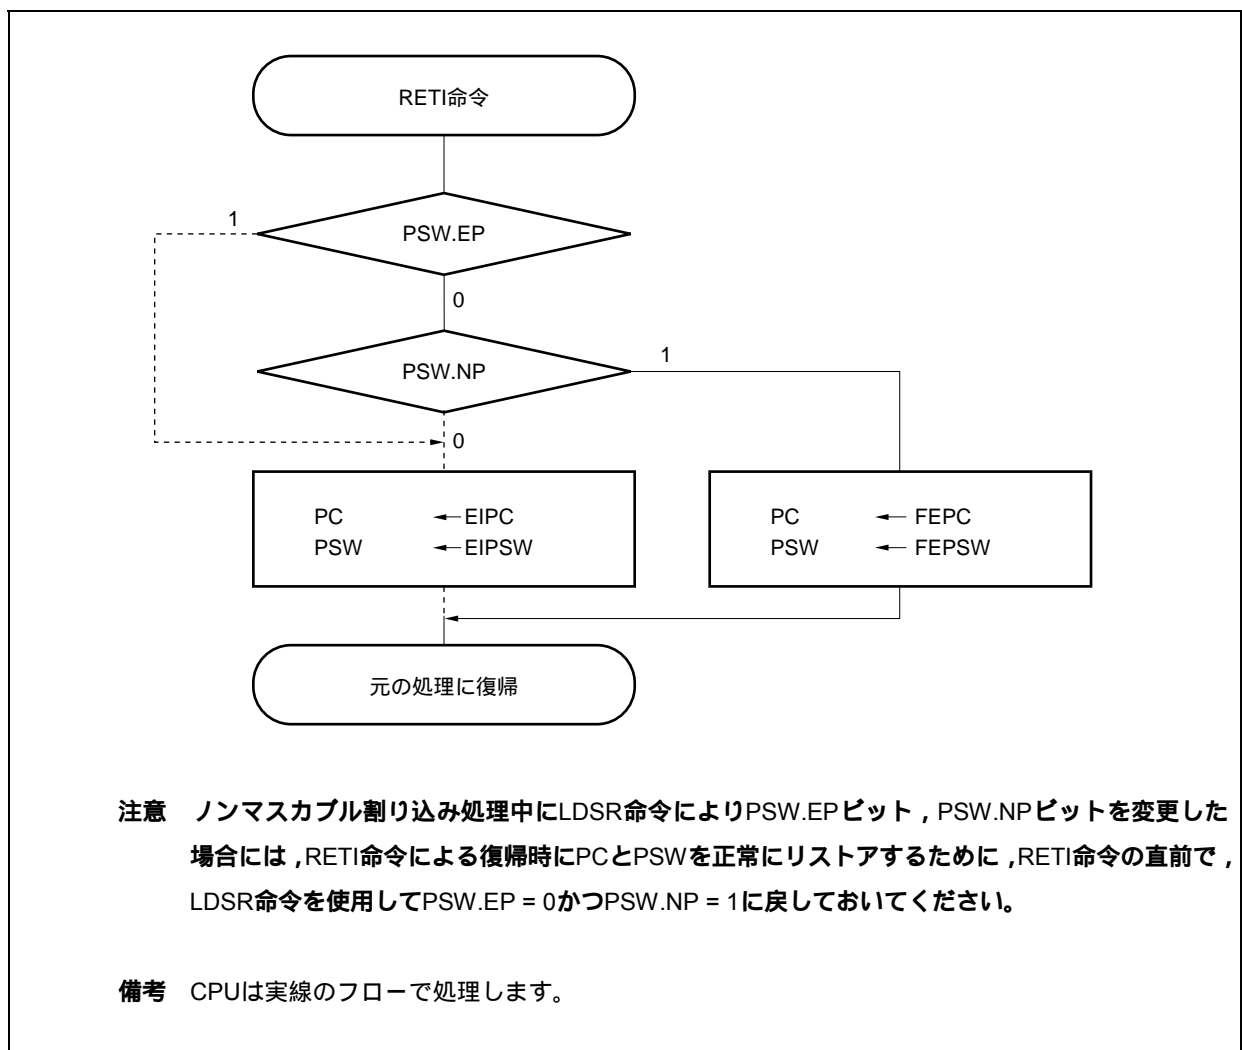 RETI命令
1
PSW.EP
0
PSW.NP
1
0
PC ← EIPC
PSW ← EIPSW
PC ← FEPC
PSW ← FEPSW
元の処理に復帰
注意 ノンマスカブル割り込み処理中にLDSR命令によりPSW.EPビット，PSW.NPビットを変更した
場合には，RETI命令による復帰時にPCとPSWを正常にリストアするために，RETI命令の直前で，
LDSR命令を使用してPSW.EP = 0かつPSW.NP = 1に戻しておいてください。
備考 CPUは実線のフローで処理します。